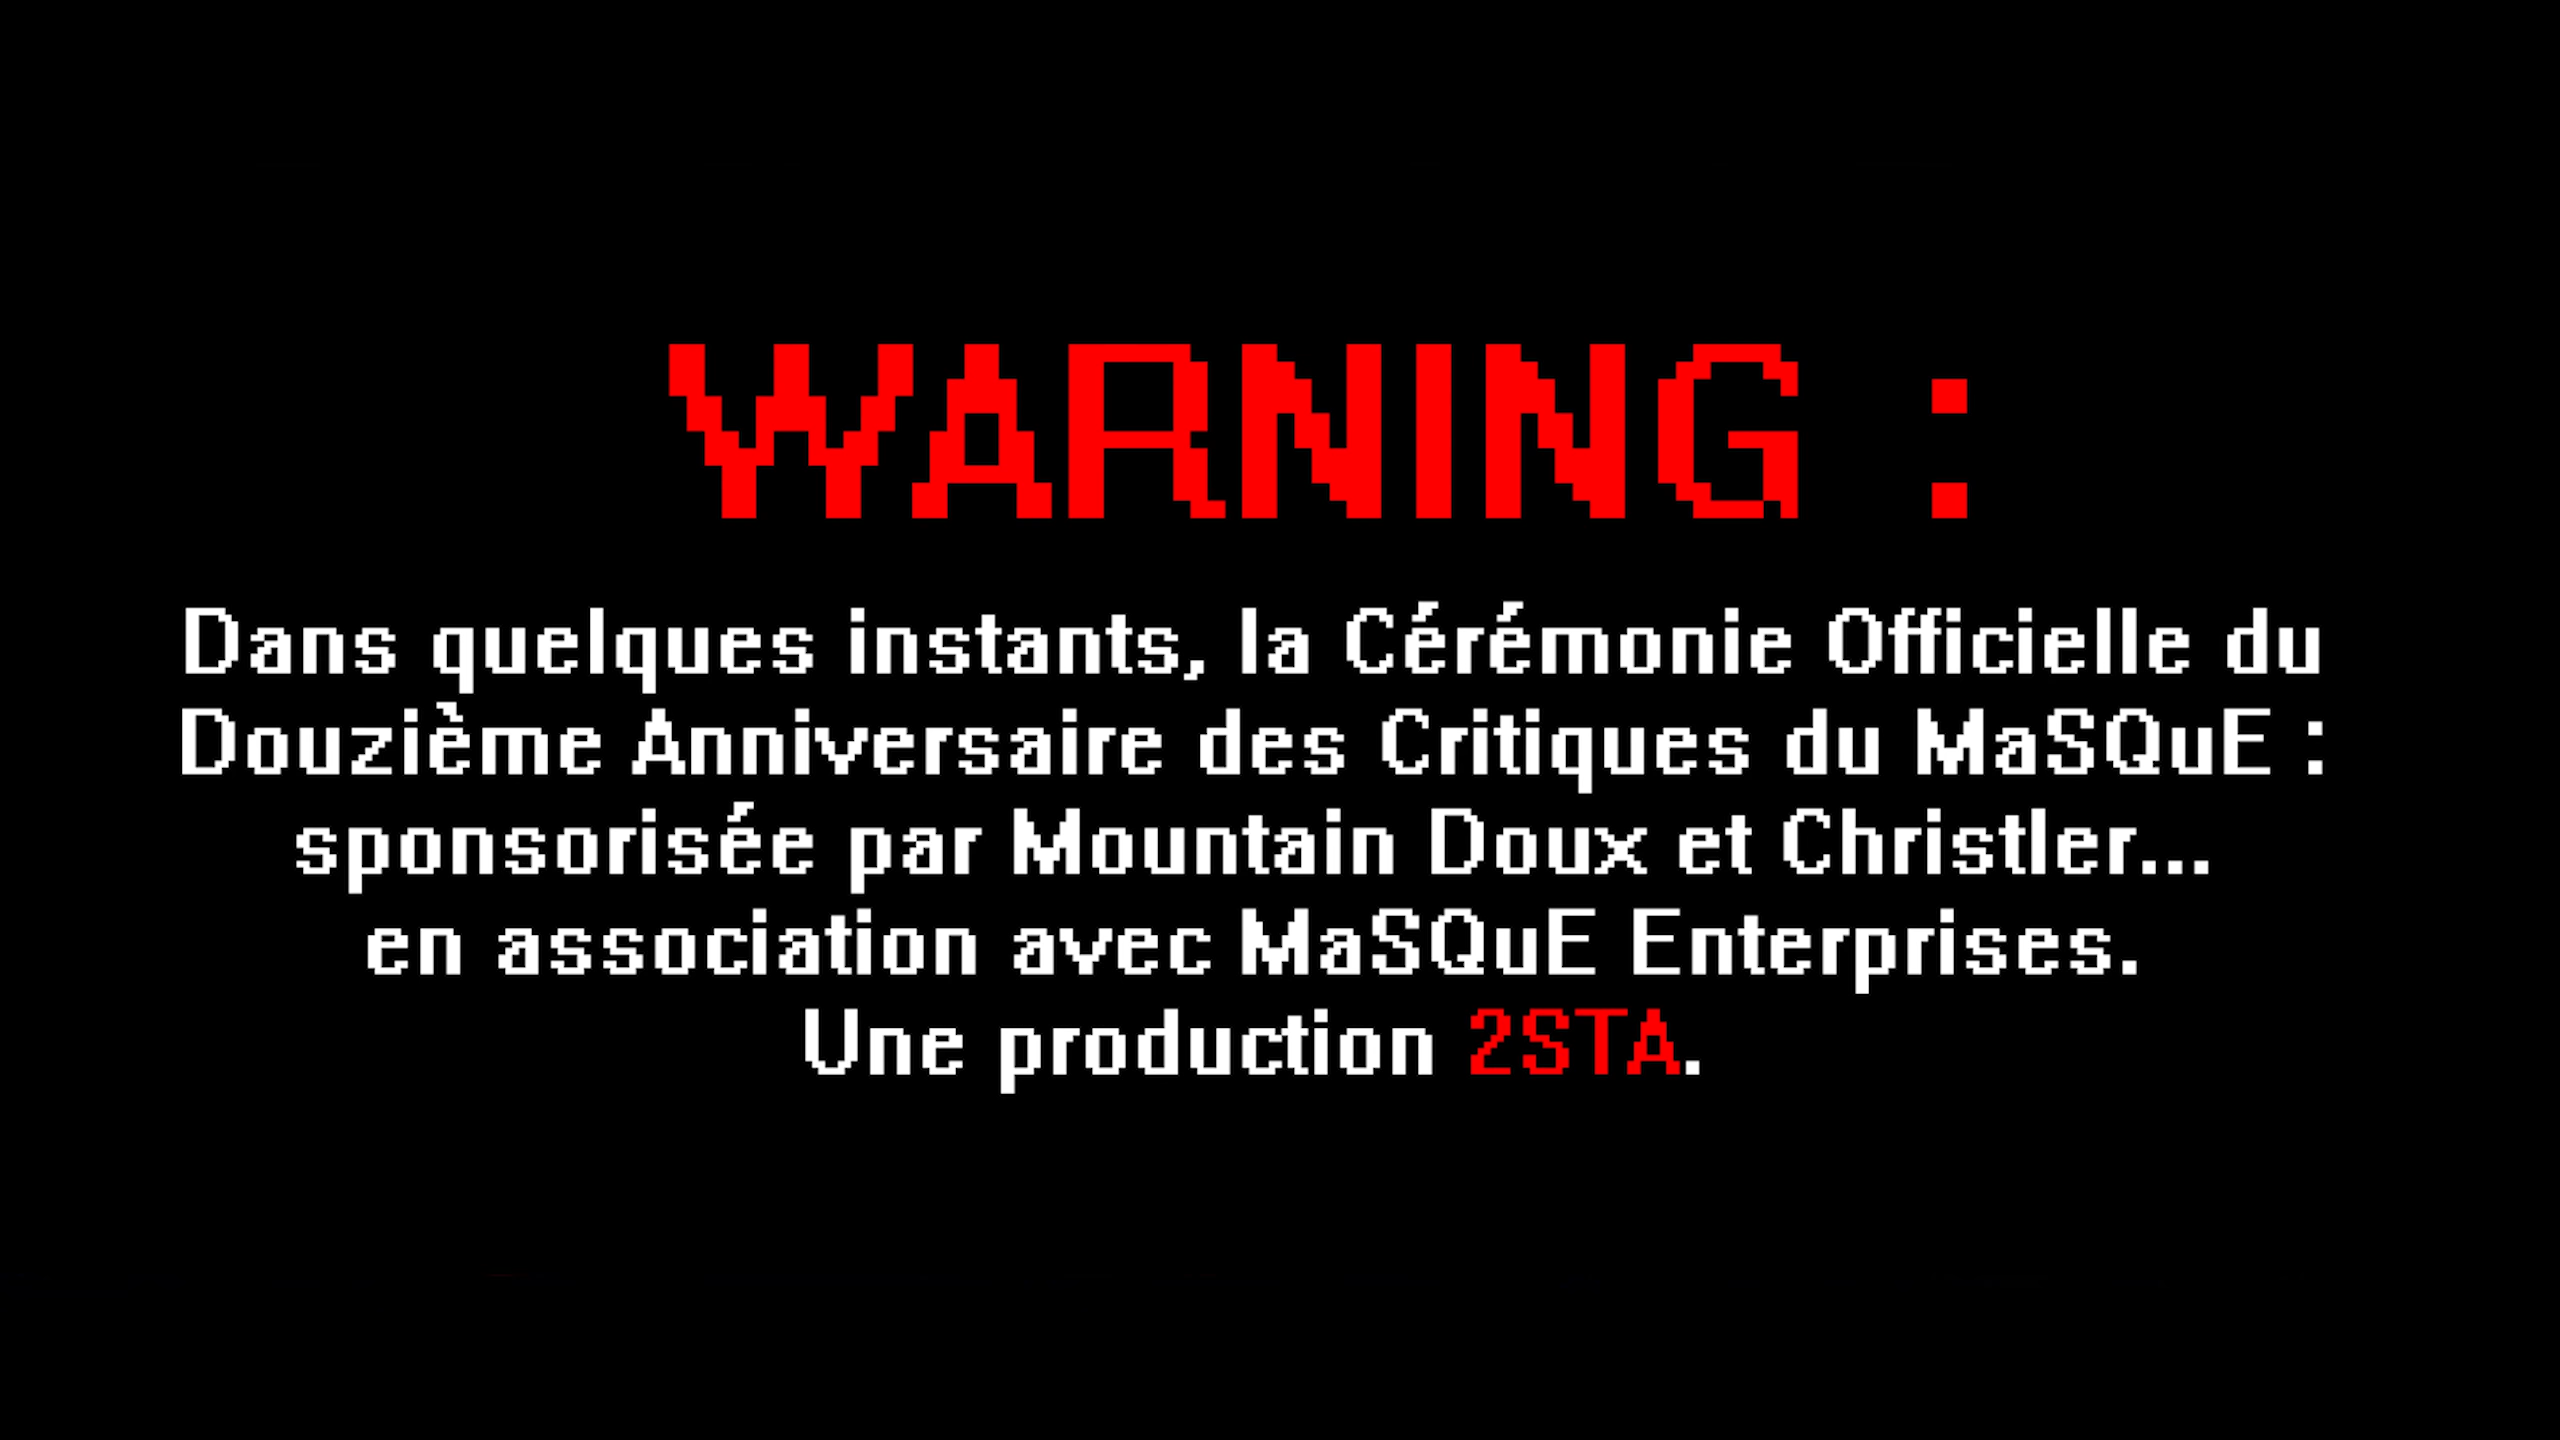 WARNING :
Dans quelques instants, la Cérémonie Officielle du
Douzième Anniversaire des Critiques du MaSQuE :
sponsorisée par Mountain Doux et Christler...
en association avec MaSQuE Enterprises.
Une production 2STA.